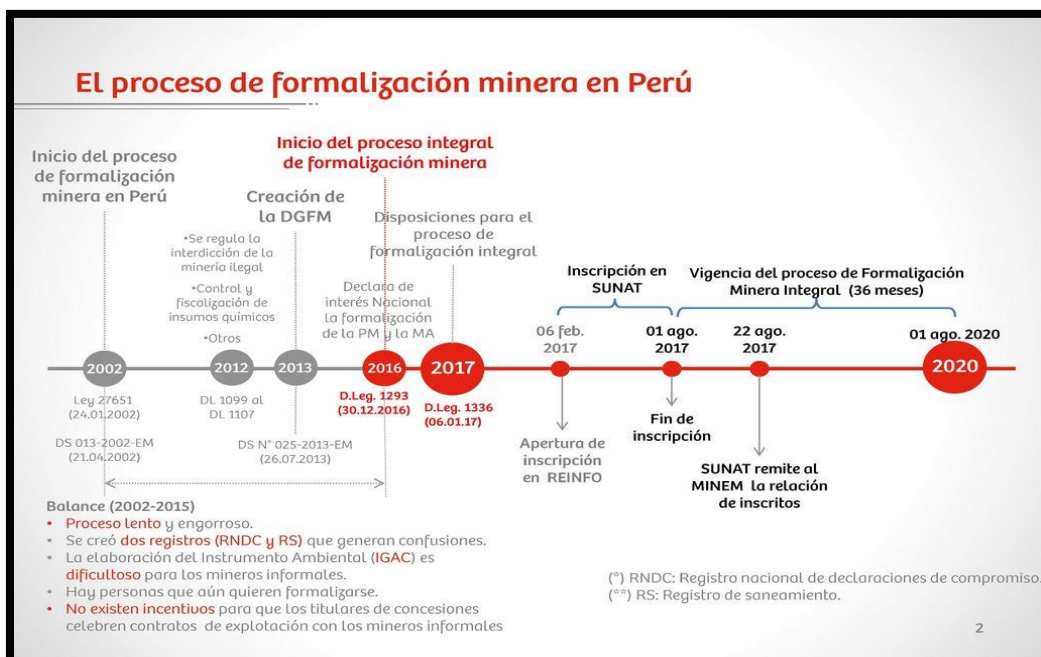 El proceso de formalización minera en Perú
Inicio del proceso
de formalización
minera en Perú
Inicio del proceso integral
de formalización minera
Creación de
la DGFM
•Se regula la
interdicción de la
minería ilegal
•Control y
fiscalización de
insumos químicos
•Otros
Declara de
interés Nacional
la formalización
de la PM y la MA
Disposiciones para el
proceso de
formalización integral
Inscripción en
SUNAT
Vigencia del proceso de Formalización
Minera Integral (36 meses)
06 feb.
2017
01 ago.
2017
22 ago.
2017
01 ago. 2020
2002
2012
2013
2016
2017
2020
Ley 27651
(24.01.2002)
DS 013-2002-EM
(21.04.2002)
DL 1099 al
DL 1107
DS N° 025-2013-EM
(26.07.2013)
D.Leg. 1293
(30.12.2016)
D.Leg. 1336
(06.01.17)
Apertura de
inscripción
en REINFO
Fin de
inscripción
SUNAT remite al
MINEM la relación
de inscritos
Balance (2002-2015)
• Proceso lento y engorroso.
• Se creó dos registros (RNDC y RS) que generan confusiones.
• La elaboración del Instrumento Ambiental (IGAC) es
dificultoso para los mineros informales.
• Hay personas que aún quieren formalizarse.
• No existen incentivos para que los titulares de concesiones
celebren contratos de explotación con los mineros informales
(*) RNDC: Registro nacional de declaraciones de compromiso.
(**) RS: Registro de saneamiento.
2